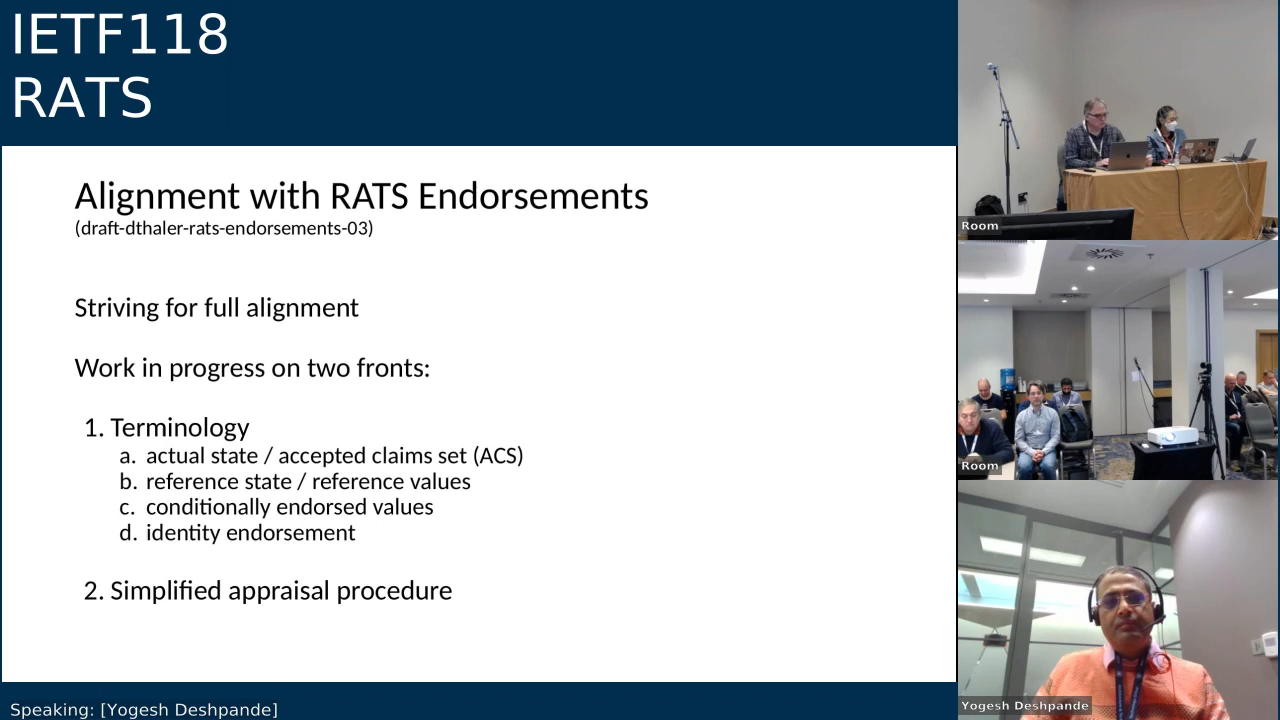 IETF118
RATS
Alignment with RATS Endorsements
(draft-dthaler-rats-endorsements-03)
Striving for full alignment
Work in progress on two fronts:
1. Terminology
a. actual state / accepted claims set (ACS)
b. reference state / reference values
c. conditionally endorsed values
d. identity endorsement
2. Simplified appraisal procedure
Speaking: [Yogesh Deshpande]
Room
Room
Yogesh Deshpande